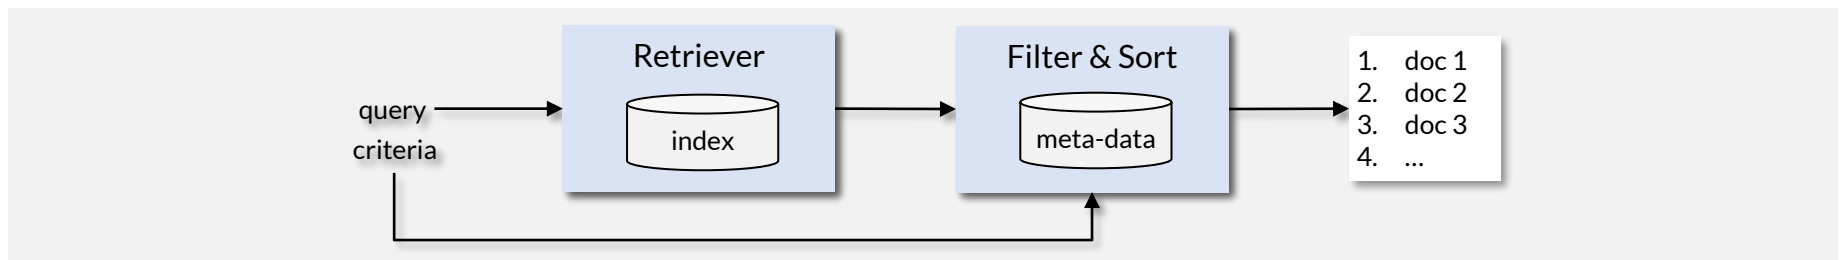 query
criteria
Retriever
index
Filter & Sort
meta-data
1. doc 1
2. doc 2
3. doc 3
4. ...